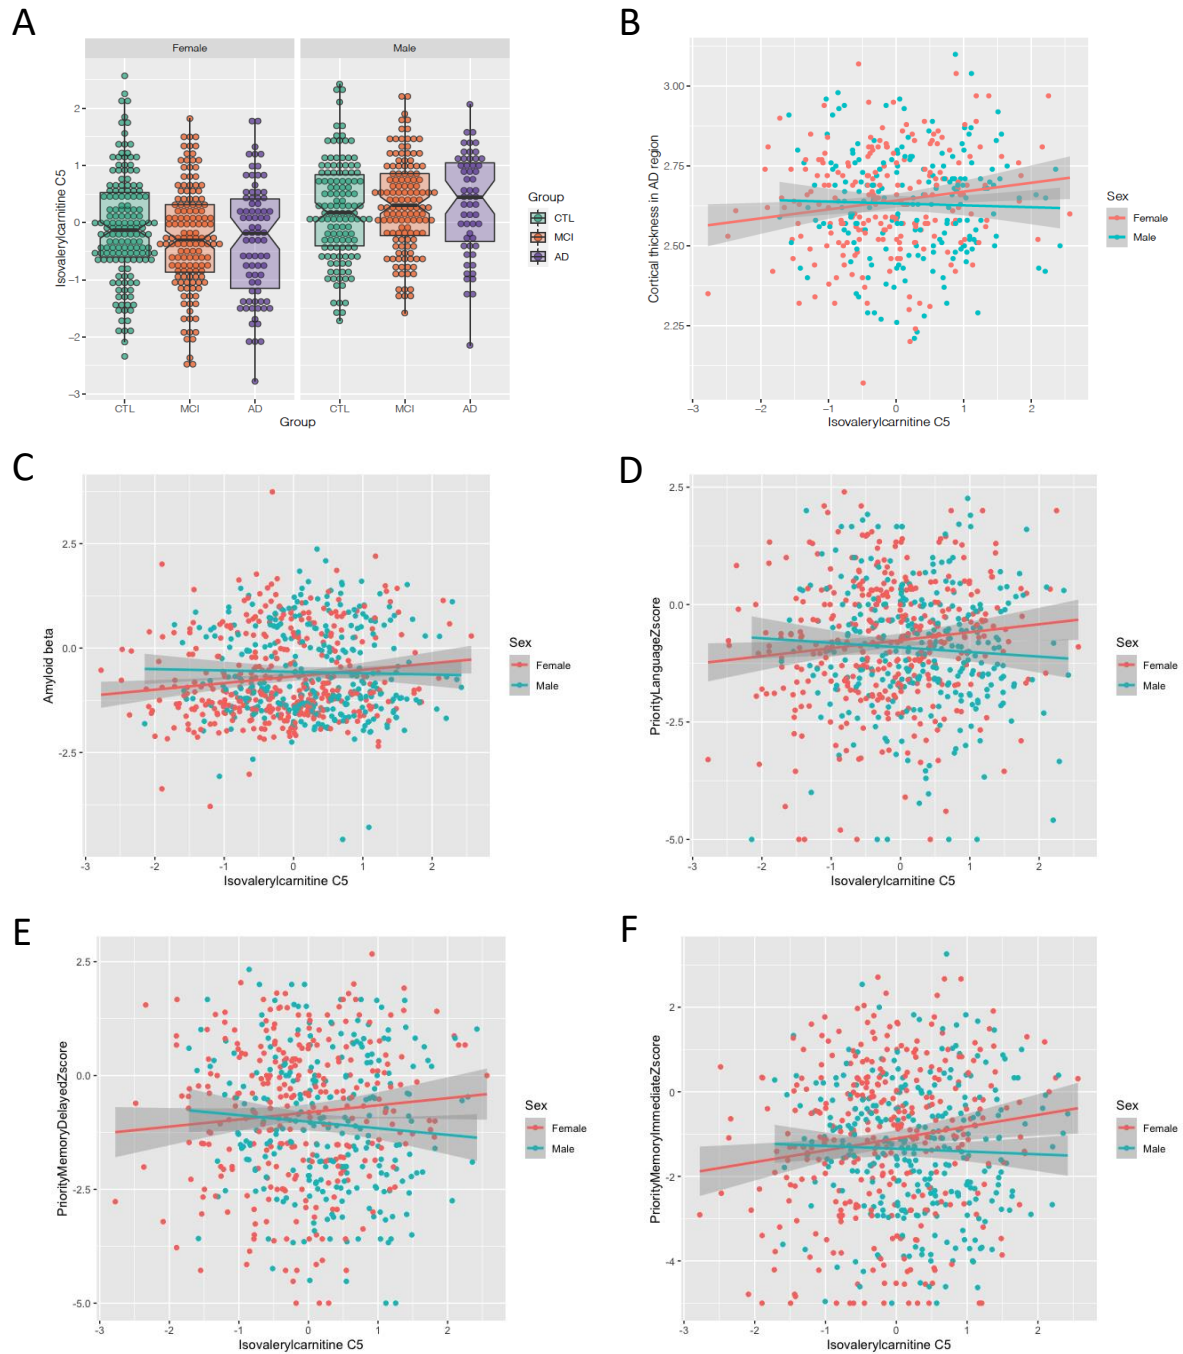 A
Female
Male
2
1
0
−1
−2
−3
Isovalerylcarnitine C5
CTL
MCI
AD
CTL
MCI
AD
Group
Group
CTL
MCI
AD
B
3.00
2.75
2.50
2.25
Cortical thickness in AD region
−3
−2
−1
0
1
2
Isovalerylcarnitine C5
Sex
Female
Male
C
2.5
0.0
-2.5
Amyloid beta
-3
-2
-1
0
1
2
Isovalerylcarnitine C5
Sex
Female
Male
D
2.5
0.0
-2.5
-5.0
PriorityLanguageZscore
-3
-2
-1
0
1
2
Isovalerylcarnitine C5
Sex
Female
Male
E
2.5
0.0
-2.5
-5.0
PriorityMemoryDelayedZscore
-3
-2
-1
0
1
2
Isovalerylcarnitine C5
Sex
Female
Male
F
2
0
-2
-4
PriorityMemoryImmediateZscore
-3
-2
-1
0
1
2
Isovalerylcarnitine C5
Sex
Female
Male